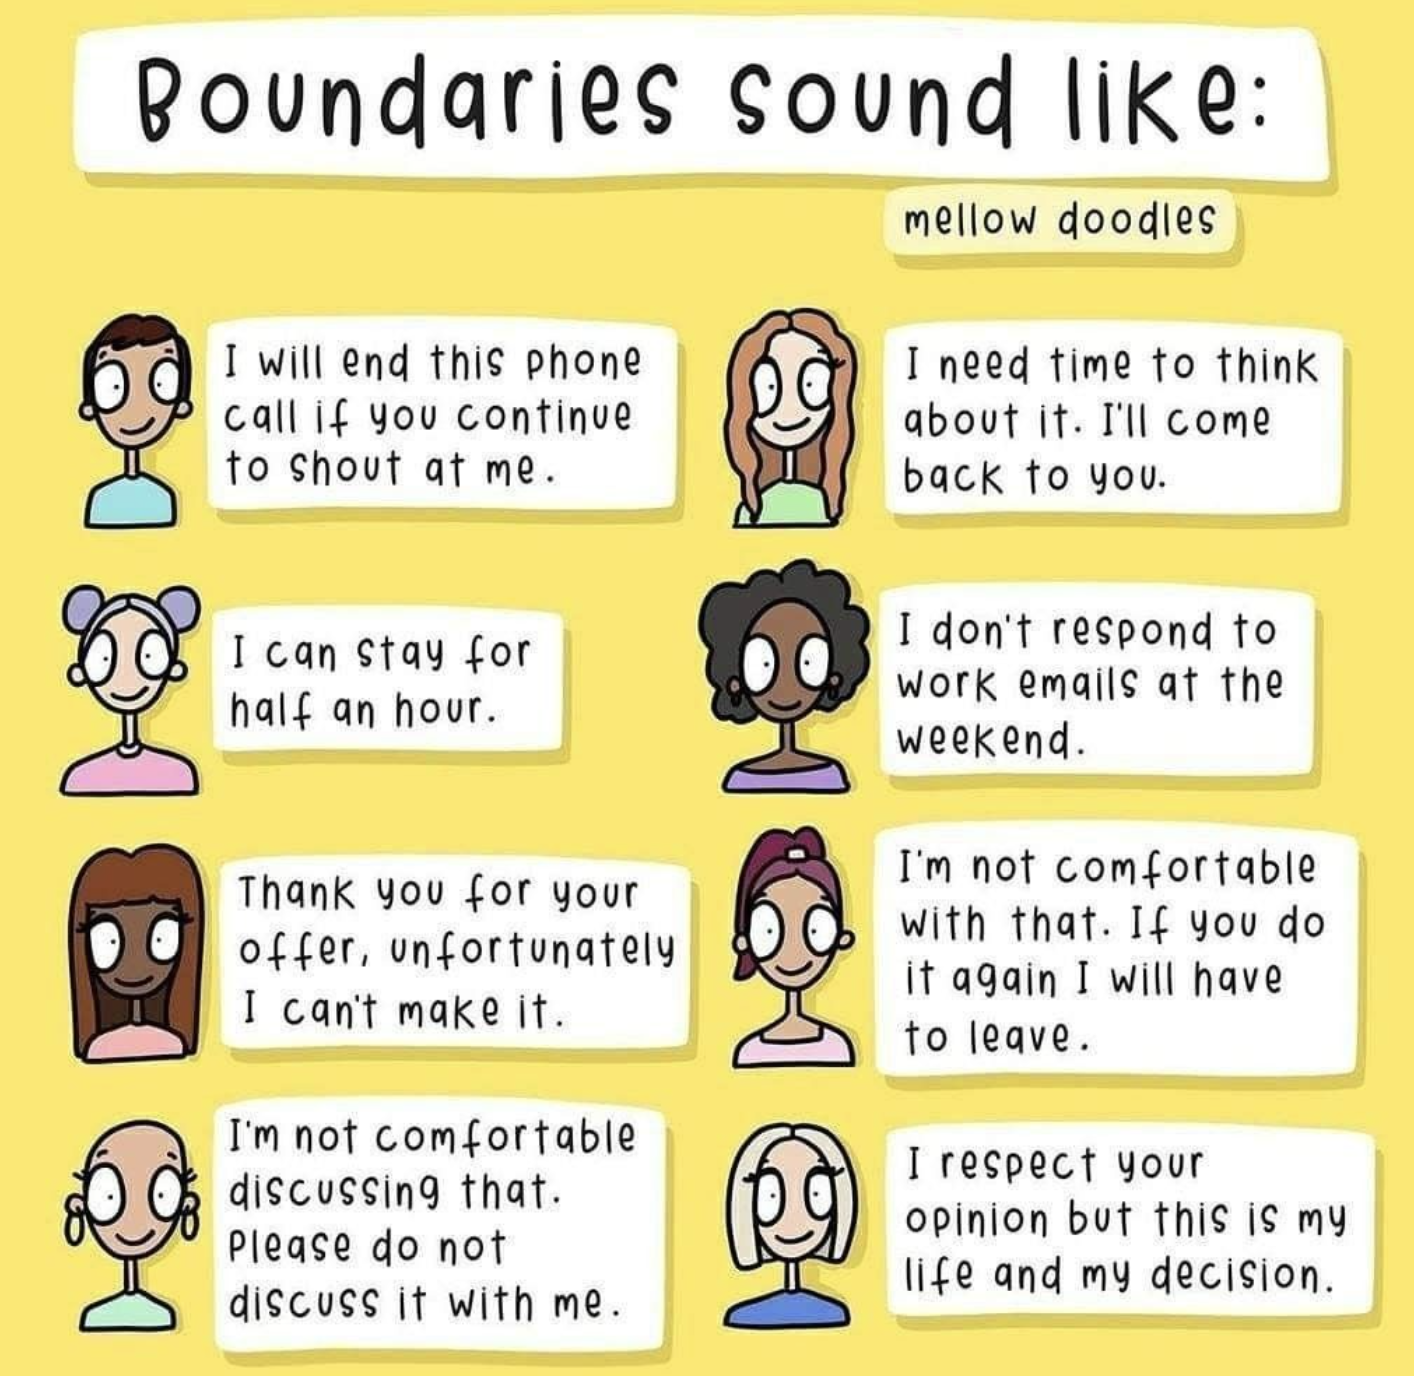 Boundaries sound like:
mellow doodles
I will end this phone
call if you continue
to shout at me.
I need time to think
about it. I'll come
back to you.
I can stay for
half an hour.
I don't respond to
work emails at the
weekend.
Thank you for your
offer, unfortunately
I can't make it.
I'm not comfortable
with that. If you do
it again I will have
to leave.
I'm not comfortable
discussing that.
Please do not
discuss it with me.
I respect your
opinion but this is my
life and my decision.